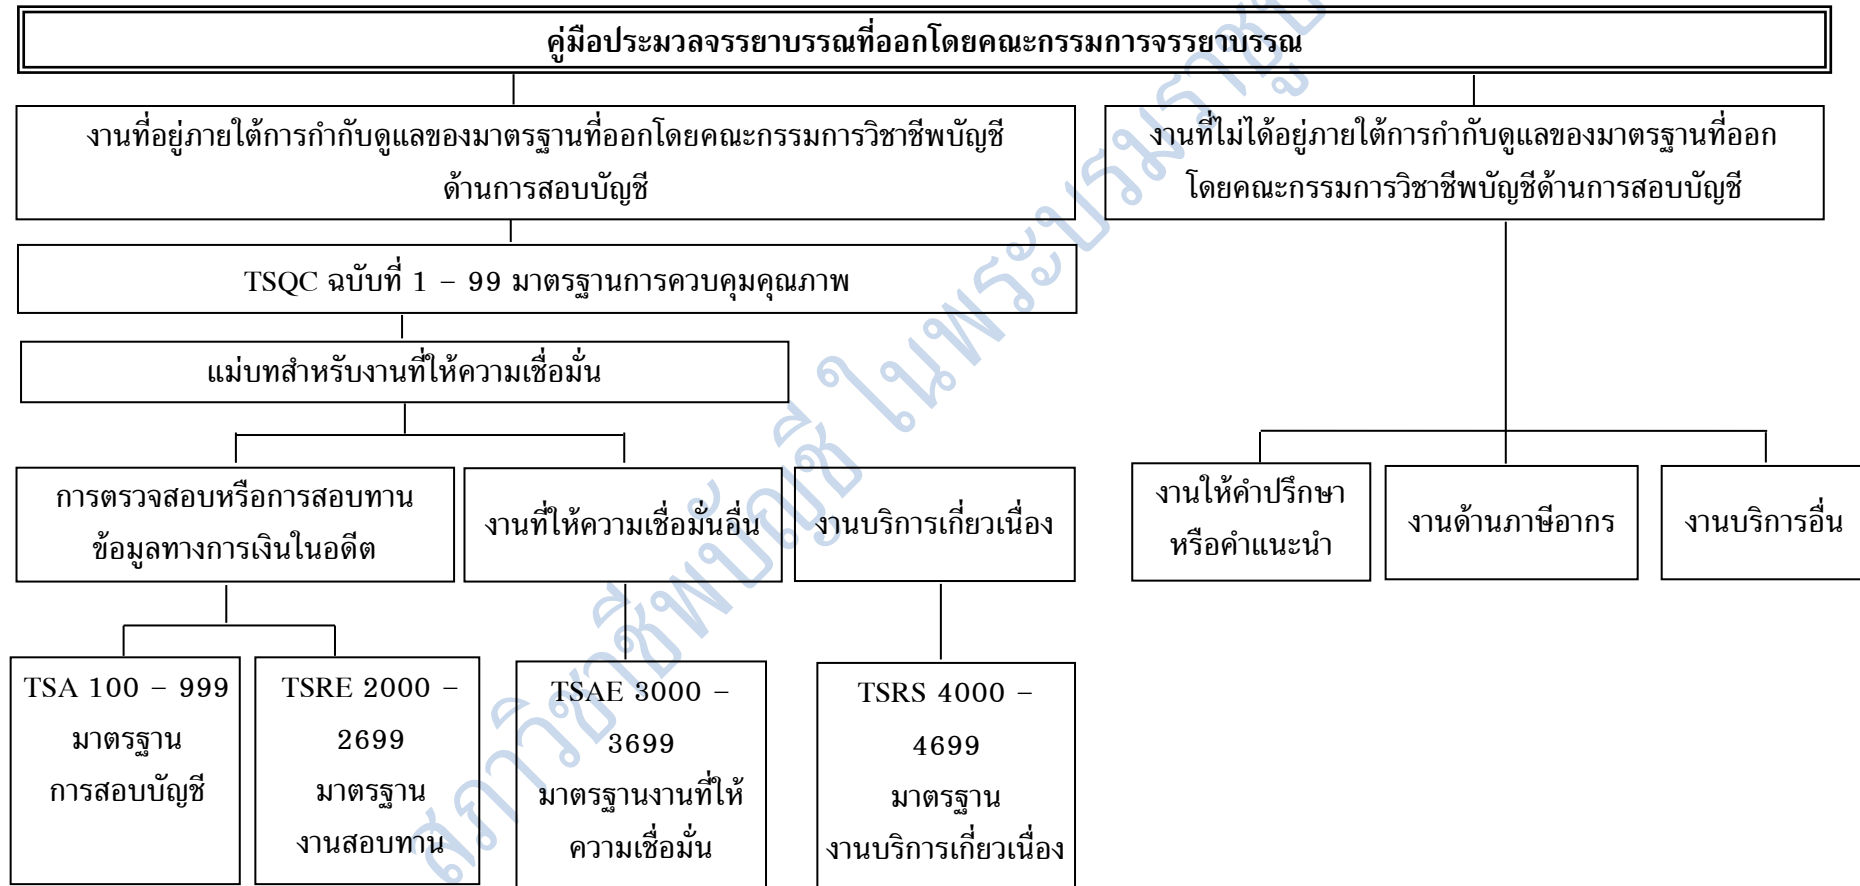 คู่มือประมวลจรรยาบรรณที่ออกโดยคณะกรรมการจรรยาบรรณ
งานที่อยู่ภายใต้การกำกับดูแลของมาตรฐานที่ออกโดยคณะกรรมการวิชาชีพบัญชี
ด้านการสอบบัญชี
งานที่ไม่ได้อยู่ภายใต้การกำกับดูแลของมาตรฐานที่ออก
โดยคณะกรรมการวิชาชีพบัญชีด้านการสอบบัญชี
TSQC ฉบับที่ 1 – 99 มาตรฐานการควบคุมคุณภาพ
แม่บทสำหรับงานที่ให้ความเชื่อมั่น
การตรวจสอบหรือการสอบทาน
ข้อมูลทางการเงินในอดีต
งานที่ให้ความเชื่อมั่นอื่น
งานบริการเกี่ยวเนื่อง
งานให้คำปรึกษา
หรือคำแนะนำ
งานด้านภาษีอากร
งานบริการอื่น
TSA 100 – 999
มาตรฐาน
การสอบบัญชี
TSRE 2000 –
2699
มาตรฐาน
งานสอบทาน
TSAE 3000 –
3699
มาตรฐานงานที่ให้
ความเชื่อมั่น
TSRS 4000 –
4699
มาตรฐาน
งานบริการเกี่ยวเนื่อง
สภาวิชาชีพบัญชี ในพระบรมราชูป